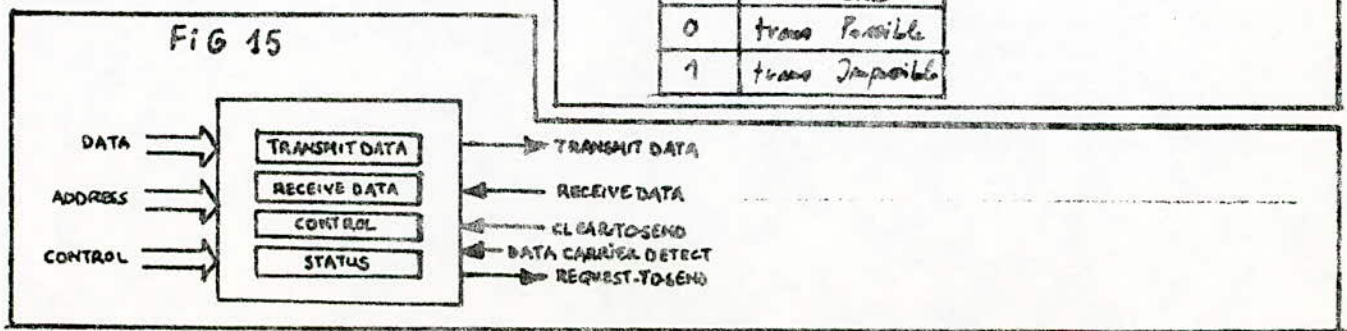 FiG 15
0 trans Possible
1 trans Impossible
DATA
ADDRESS
CONTROL
TRANSMIT DATA
RECEIVE DATA
CONTROL
STATUS
TRANSMIT DATA
RECEIVE DATA
CLEAR-TO-SEND
DATA CARRIER DETECT
REQUEST-TO-SEND